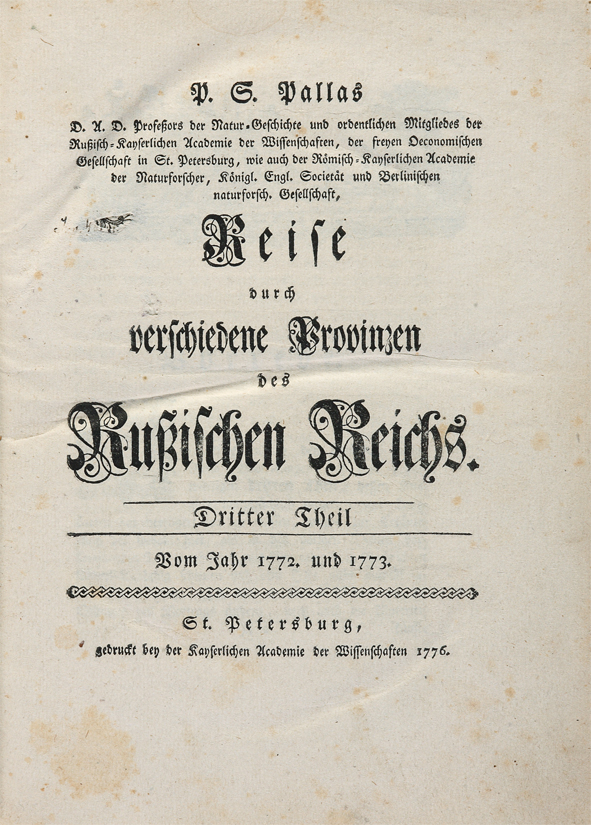 P. S. Pallas
D. A. D. Profeßors der Natur-Geschichte und ordentlichen Mitgliedes der
Rußisch-Kayserlichen Academie der Wissenschaften, der freyen Oeconomischen
Gesellschaft in St. Petersburg, wie auch der Römisch-Kayserlichen Academie
der Naturforscher, Königl. Engl. Societät und Berlinischen
naturforsch. Gesellschaft,
Reise
durch
verschiedene Provinzen
des
Rußischen Reichs.
Dritter Theil
Vom Jahr 1772. und 1773.
St. Petersburg,
gedruckt bey der Kayserlichen Academie der Wissenschaften 1776.